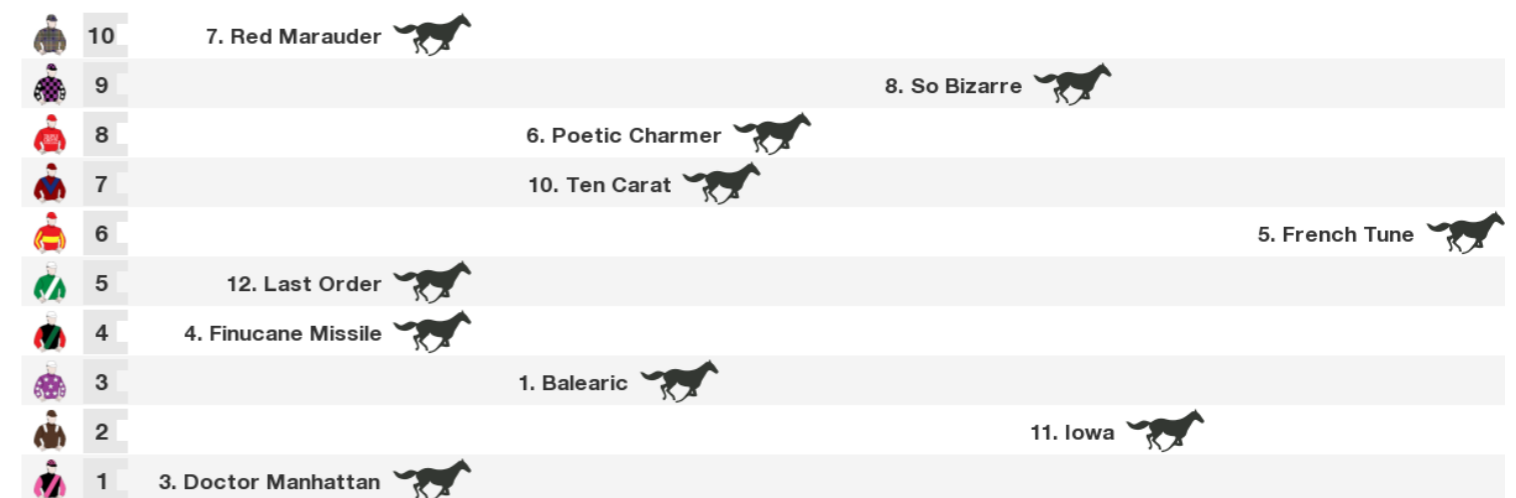 10 7. Red Marauder
9 8. So Bizarre
8 6. Poetic Charmer
7 10. Ten Carat
6 5. French Tune
5 12. Last Order
4 4. Finucane Missile
3 1. Balearic
2 11. Iowa
1 3. Doctor Manhattan